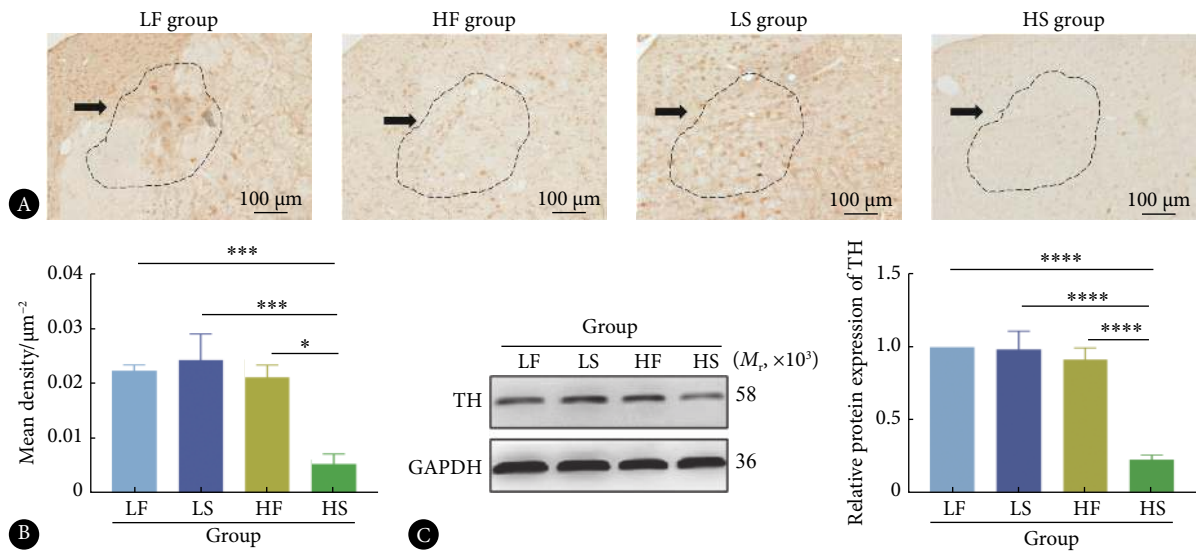 LF group
HF group
LS group
HS group
100 μm
100 μm
100 μm
100 μm
A
Mean density/μm⁻²
0.04
0.03
0.02
0.01
0
***
***
*
LF LS HF HS
Group
B
Group
LF LS HF HS (Mr, ×10³)
TH 58
GAPDH 36
C
Relative protein expression of TH
1.5
1.0
0.5
0
****
****
****
LF LS HF HS
Group